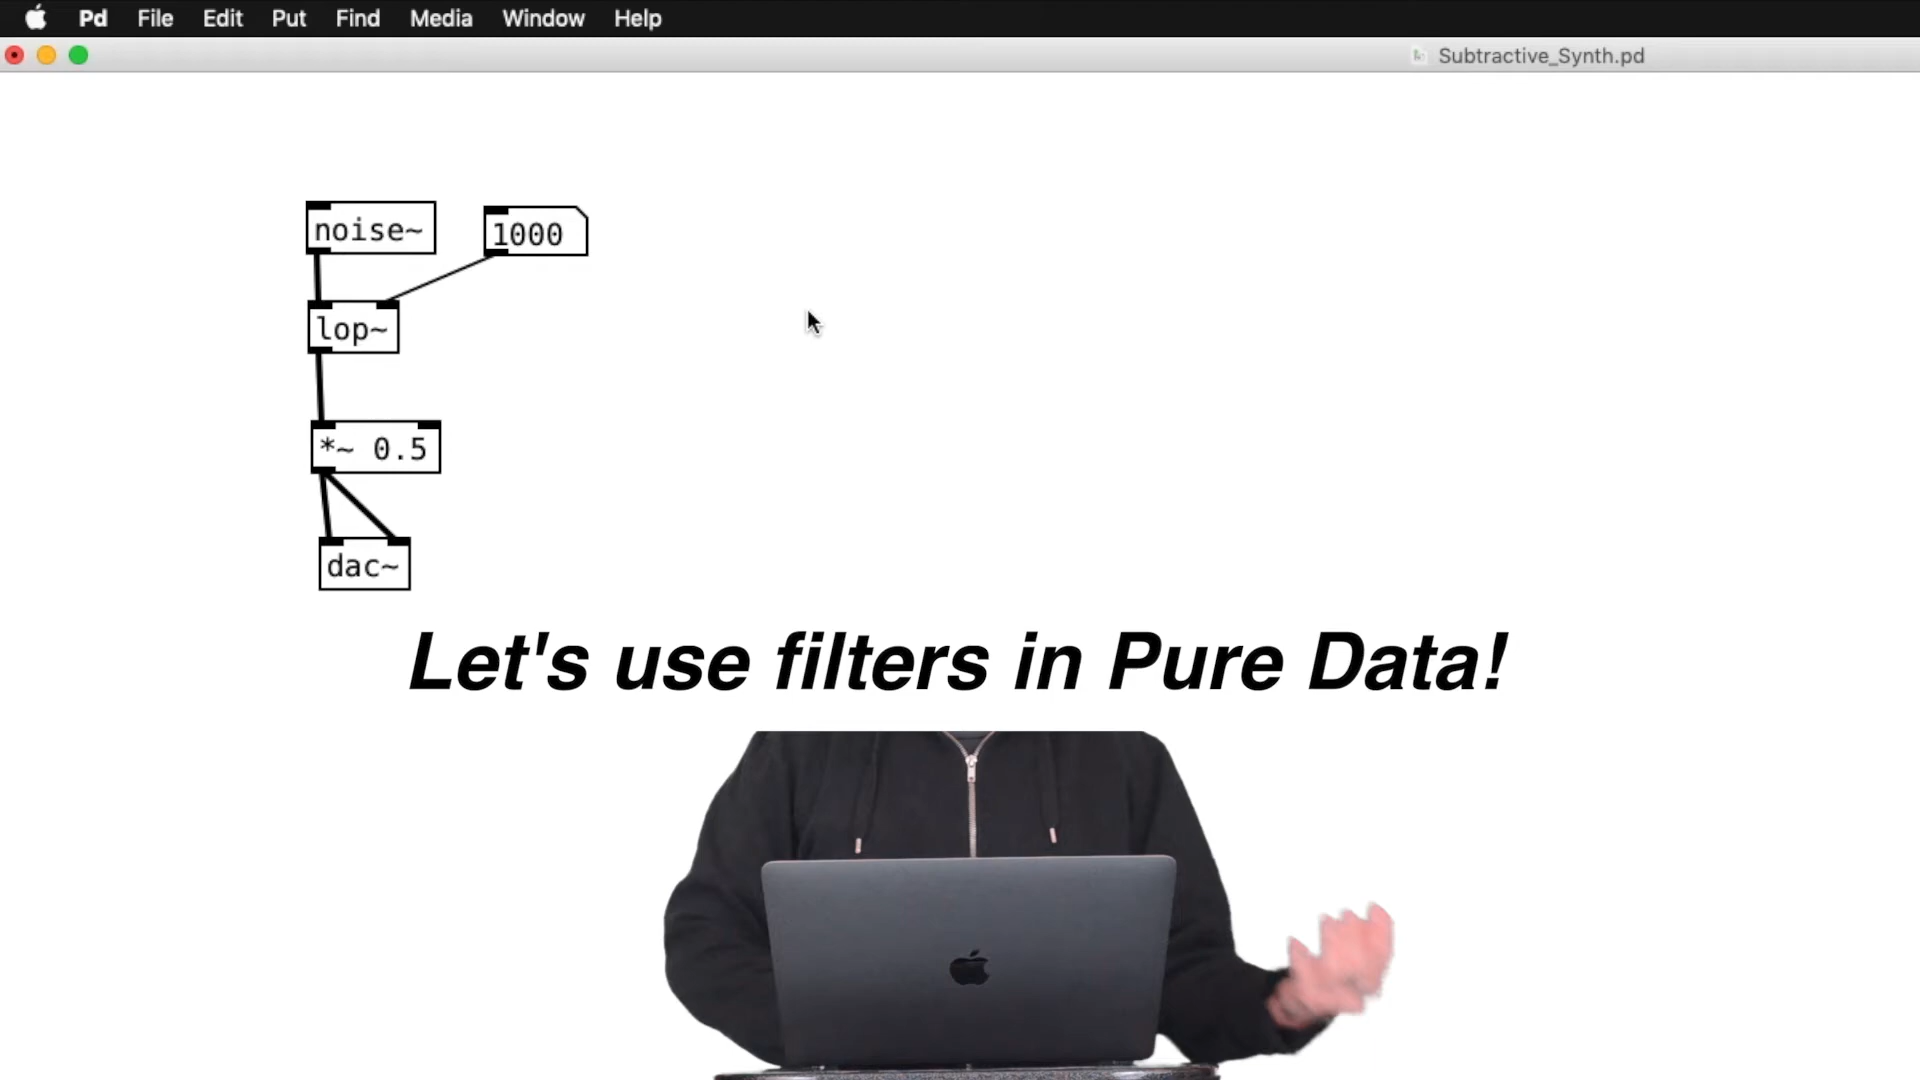 Pd File Edit Put Find Media Window Help
Subtractive_Synth.pd
noise~
1000
lop~
*~ 0.5
dac~
Let's use filters in Pure Data!